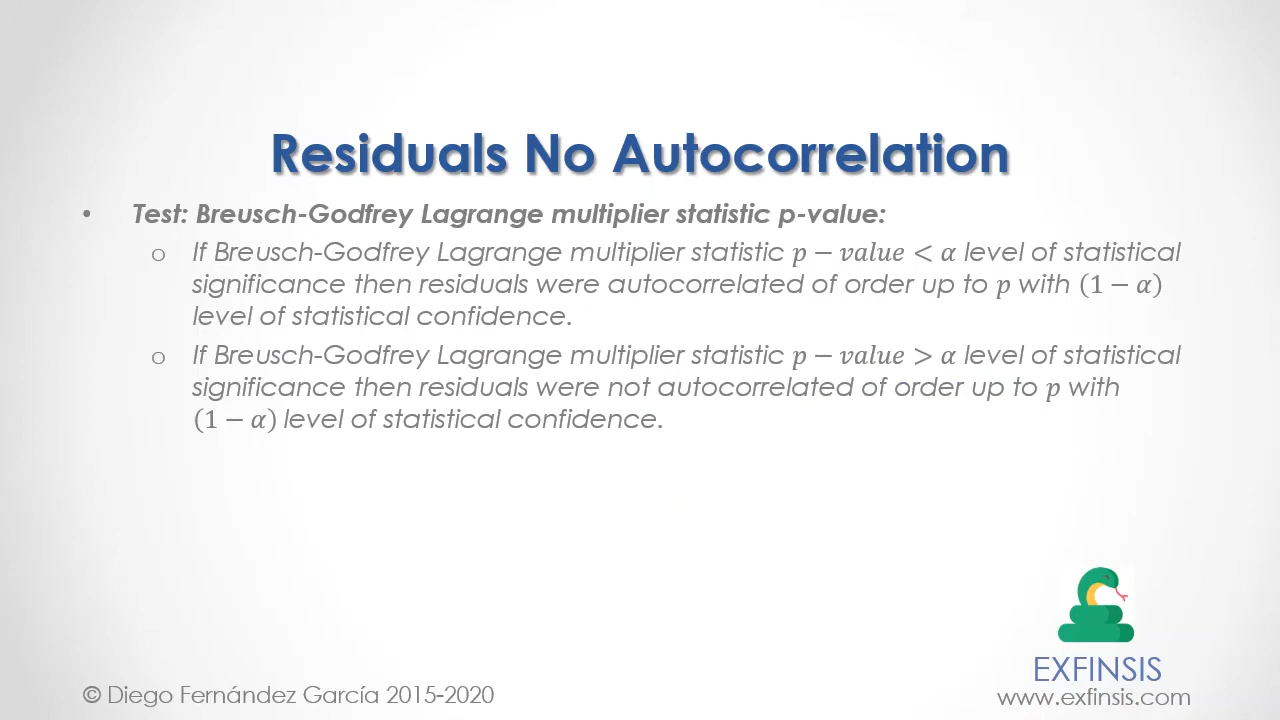 Residuals No Autocorrelation
• Test: Breusch-Godfrey Lagrange multiplier statistic p-value:
o If Breusch-Godfrey Lagrange multiplier statistic p − value < α level of statistical
significance then residuals were autocorrelated of order up to p with (1 − α)
level of statistical confidence.
o If Breusch-Godfrey Lagrange multiplier statistic p − value > α level of statistical
significance then residuals were not autocorrelated of order up to p with
(1 − α) level of statistical confidence.
EXFINSIS
© Diego Fernández García 2015-2020
www.exfinsis.com